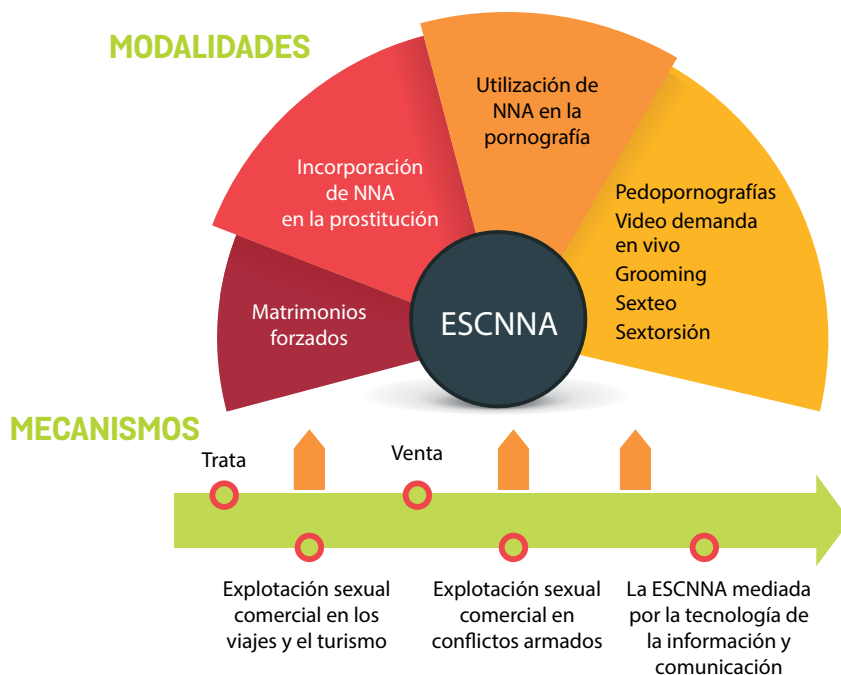 MODALIDADES
Utilización de
NNA en la
pornografía
Incorporación
de NNA
en la prostitución
Pedopornografías
Video demanda
en vivo
Grooming
Sexteo
Sextorsión
Matrimonios
forzados
ESCNNA
MECANISMOS
Trata
Venta
Explotación sexual
comercial en los
viajes y el turismo
Explotación sexual
comercial en
conflictos armados
La ESCNNA mediada
por la tecnología de
la información y
comunicación